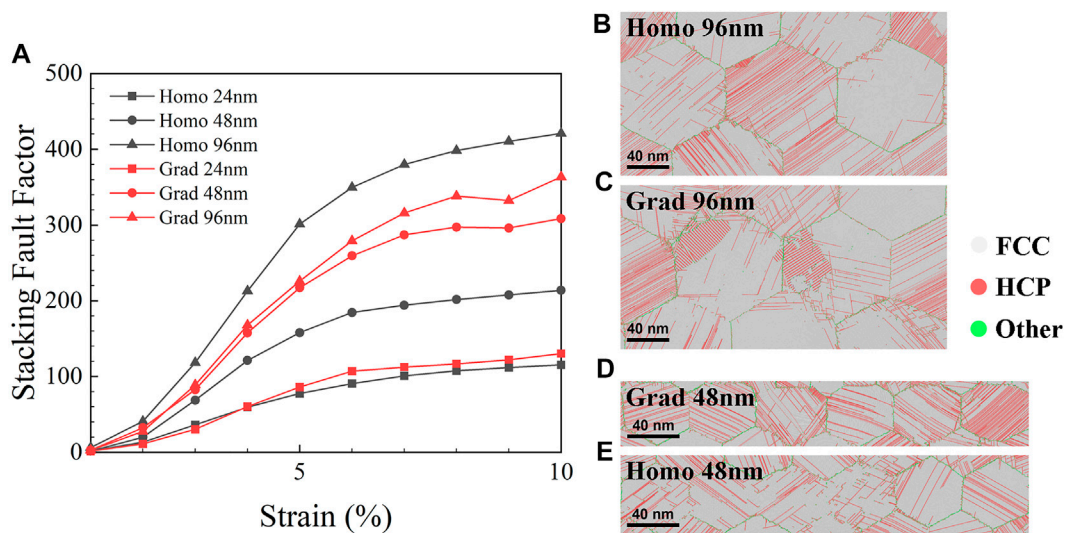 A
500
400
300
200
100
0
5
10
Stacking Fault Factor
Strain (%)
Homo 24nm
Homo 48nm
Homo 96nm
Grad 24nm
Grad 48nm
Grad 96nm
B
Homo 96nm
40 nm
C
Grad 96nm
40 nm
FCC
HCP
Other
D
Grad 48nm
40 nm
E
Homo 48nm
40 nm